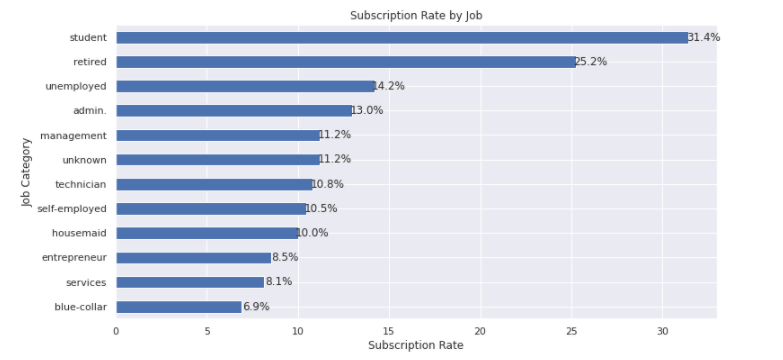 Subscription Rate by Job
student 31.4%
retired 25.2%
unemployed 14.2%
admin. 13.0%
management 11.2%
unknown 11.2%
technician 10.8%
self-employed 10.5%
housemaid 10.0%
entrepreneur 8.5%
services 8.1%
blue-collar 6.9%
Job Category
0 5 10 15 20 25 30
Subscription Rate